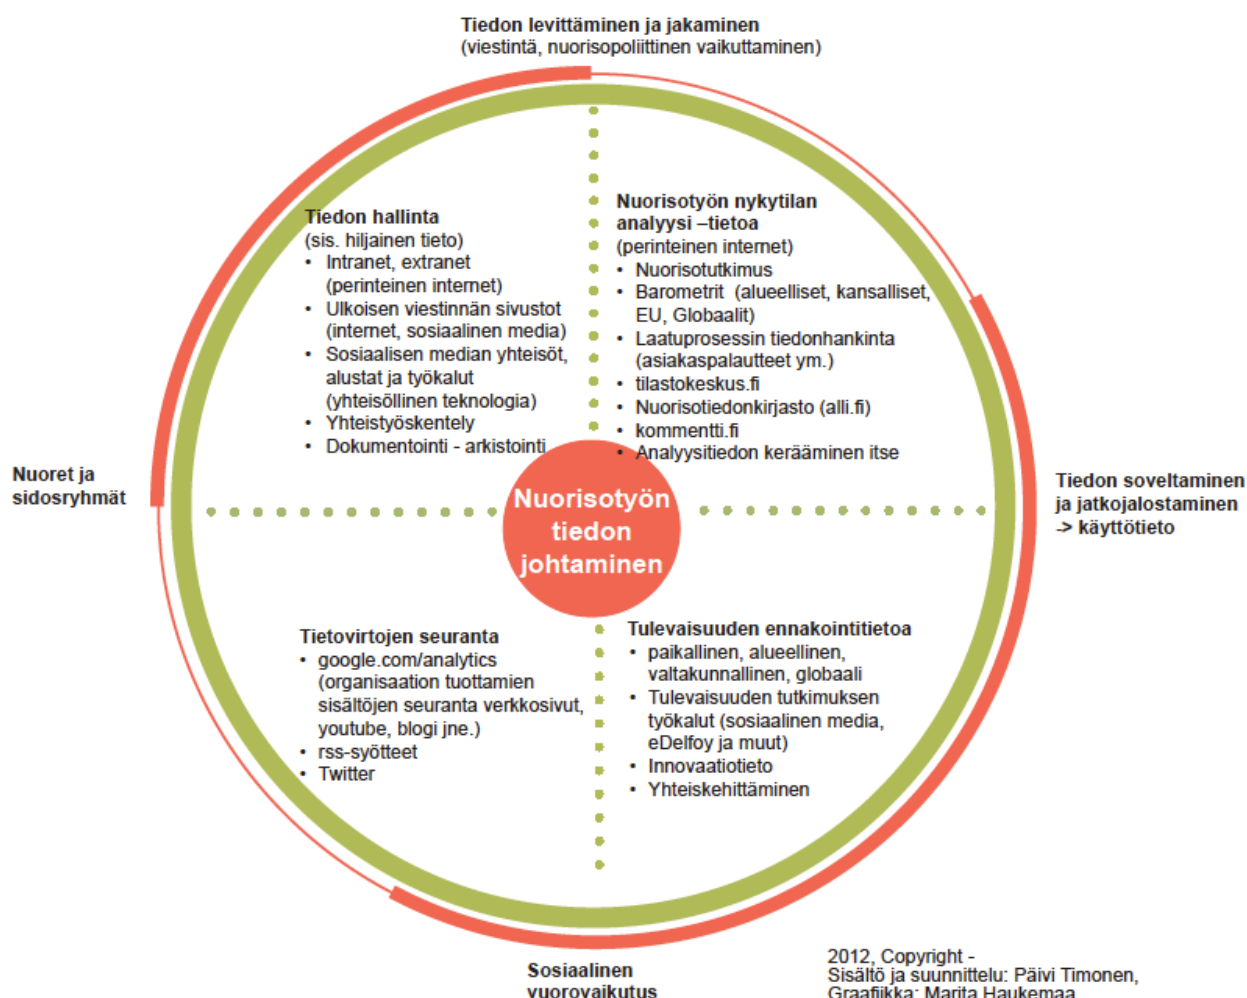 Tiedon levittäminen ja jakaminen
(viestintä, nuorisopoliittinen vaikuttaminen)
Tiedon hallinta
(sis. hiljainen tieto)
• Intranet, extranet
(perinteinen internet)
• Ulkoisen viestinnän sivustot
(internet, sosiaalinen media)
• Sosiaalisen median yhteisöt,
alustat ja työkalut
(yhteisöllinen teknologia)
• Yhteistyöskentely
• Dokumentointi - arkistointi
Nuorisotyön nykytilan
analyysi –tietoa
(perinteinen internet)
• Nuorisotutkimus
• Barometrit (alueelliset, kansalliset,
EU, Globaalit)
• Laatuprosessin tiedonhankinta
(asiakaspalautteet ym.)
• tilastokeskus.fi
• Nuorisotiedonkirjasto (alli.fi)
• kommentti.fi
• Analyysitiedon kerääminen itse
Nuoret ja
sidosryhmät
Nuorisotyön
tiedon
johtaminen
Tiedon soveltaminen
ja jatkojalostaminen
-> käyttötieto
Tietovirtojen seuranta
• google.com/analytics
(organisaation tuottamien
sisältöjen seuranta verkkosivut,
youtube, blogi jne.)
• rss-syötteet
• Twitter
Tulevaisuuden ennakointitietoa
• paikallinen, alueellinen,
valtakunnallinen, globaali
• Tulevaisuuden tutkimuksen
työkalut (sosiaalinen media,
eDelfoy ja muut)
• Innovaatiotieto
• Yhteiskehittäminen
Sosiaalinen
vuorovaikutus
2012, Copyright -
Sisältö ja suunnittelu: Päivi Timonen,
Graafiikka: Marita Haukemaa